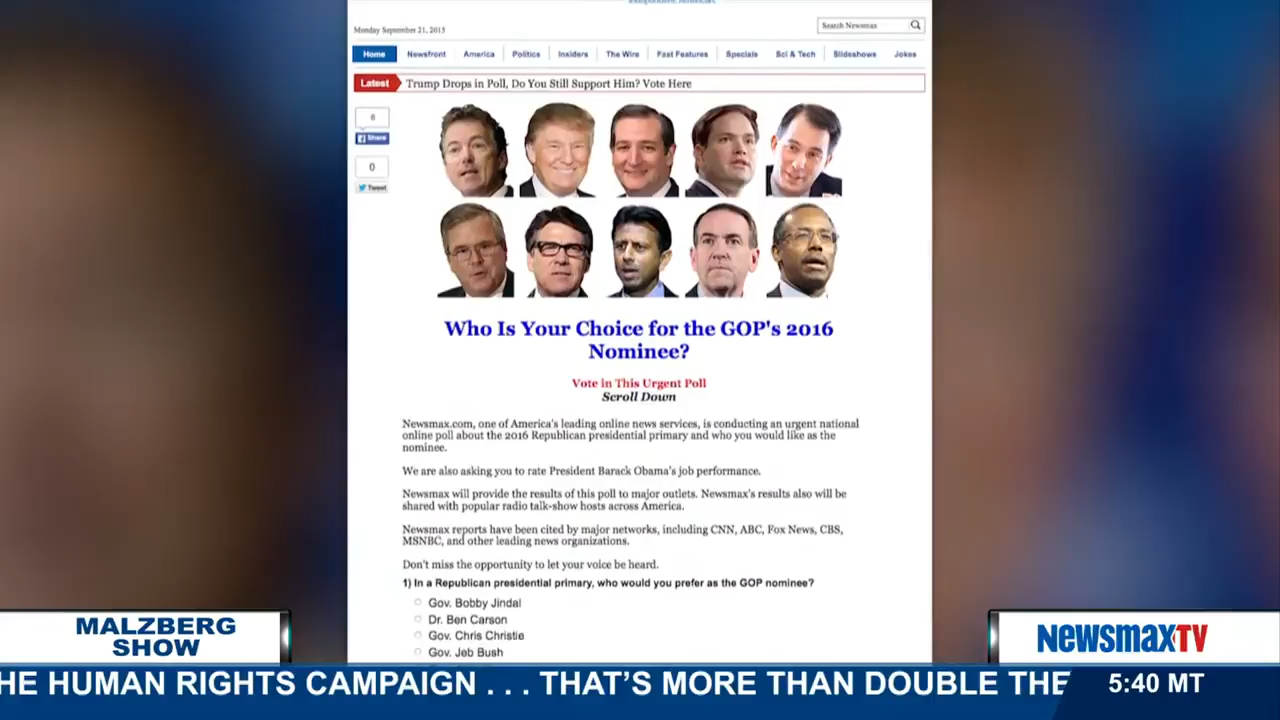 Independent. American.
Monday September 21, 2015
Search Newsmax
Home Newsfront America Politics Insiders The Wire Fast Features Specials Sci & Tech Slideshows Jokes
Latest Trump Drops in Poll, Do You Still Support Him? Vote Here
6
Share
0
Tweet
Who Is Your Choice for the GOP's 2016
Nominee?
Vote in This Urgent Poll
Scroll Down
Newsmax.com, one of America's leading online news services, is conducting an urgent national
online poll about the 2016 Republican presidential primary and who you would like as the
nominee.
We are also asking you to rate President Barack Obama's job performance.
Newsmax will provide the results of this poll to major outlets. Newsmax's results also will be
shared with popular radio talk-show hosts across America.
Newsmax reports have been cited by major networks, including CNN, ABC, Fox News, CBS,
MSNBC, and other leading news organizations.
Don't miss the opportunity to let your voice be heard.
1) In a Republican presidential primary, who would you prefer as the GOP nominee?
Gov. Bobby Jindal
Dr. Ben Carson
Gov. Chris Christie
Gov. Jeb Bush
MALZBERG
SHOW
NEWSMAXTV
HE HUMAN RIGHTS CAMPAIGN . . . THAT'S MORE THAN DOUBLE THE
5:40 MT